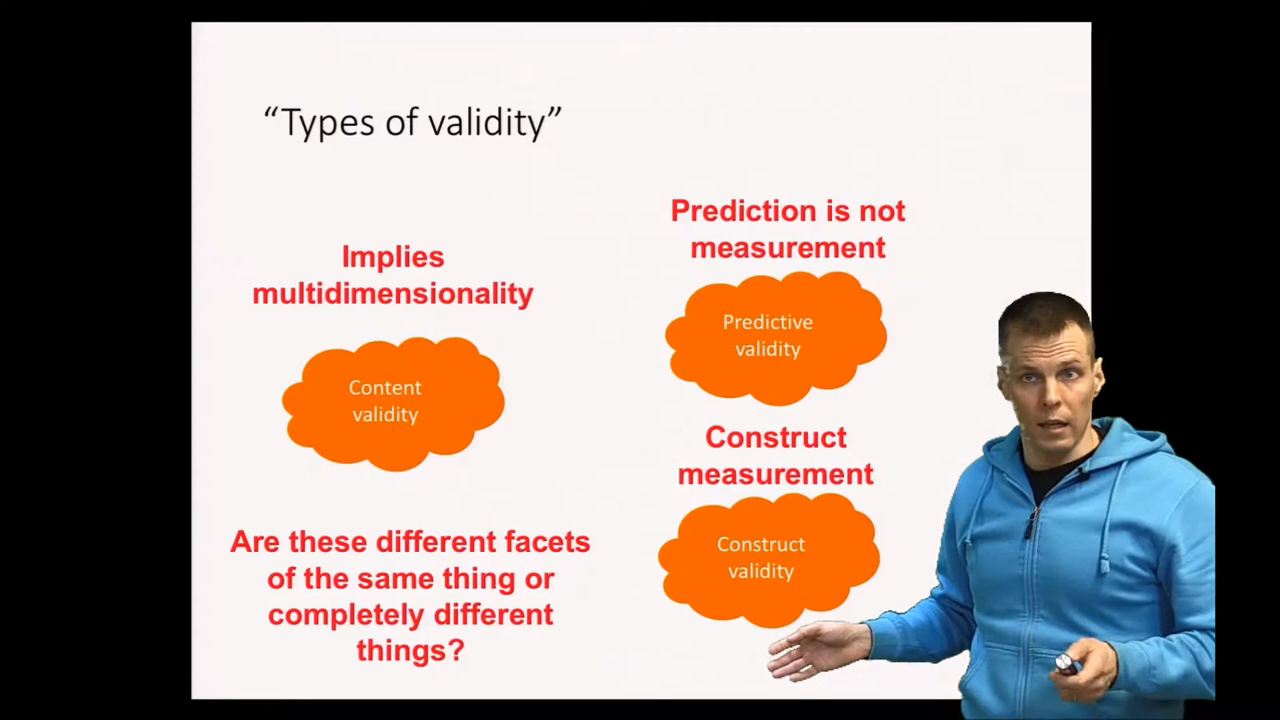 “Types of validity”
Implies
multidimensionality
Content
validity
Are these different facets
of the same thing or
completely different
things?
Prediction is not
measurement
Predictive
validity
Construct
measurement
Construct
validity